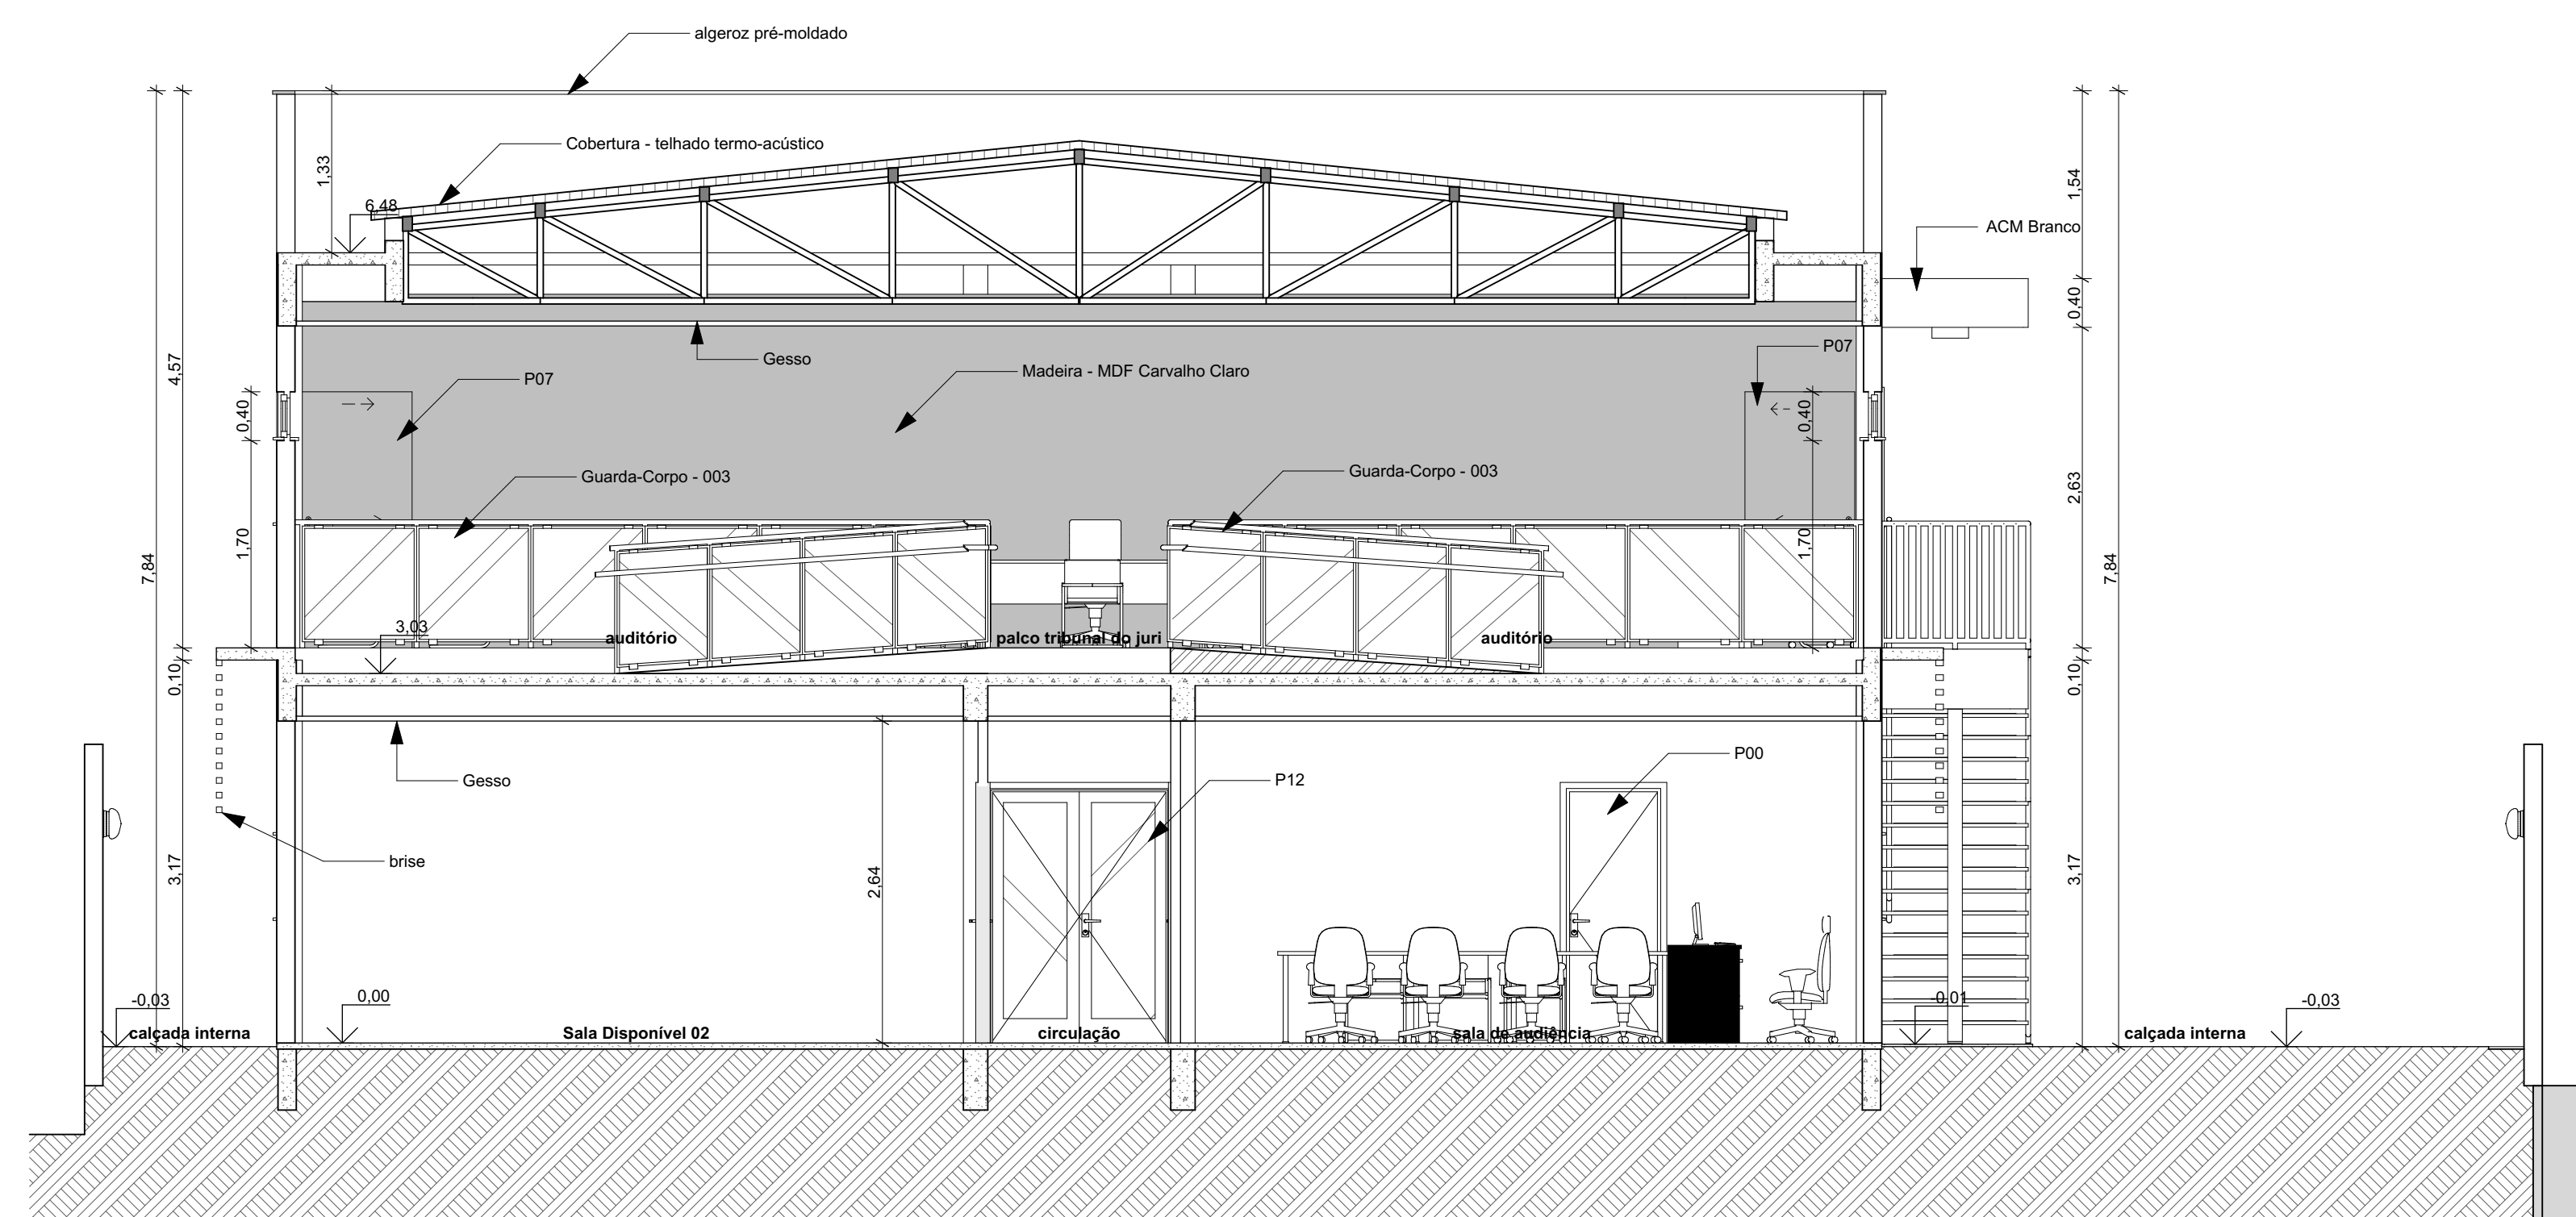 algeroz pré-moldado
Cobertura - telhado termo-acústico
1,33
1,54
6,48
ACM Branco
0,40
Gesso
P07
4,57
P07
Madeira - MDF Carvalho Claro
0,40
0,40
Guarda-Corpo - 003
Guarda-Corpo - 003
2,63
1,70
1,70
7,84
7,84
3,03
auditório
palco tribunal do juri
auditório
0,10
0,10
P00
Gesso
P12
brise
3,17
2,64
3,17
-0,03
0,00
-0,01
-0,03
calçada interna
Sala Disponível 02
circulação
sala de audiência
calçada interna